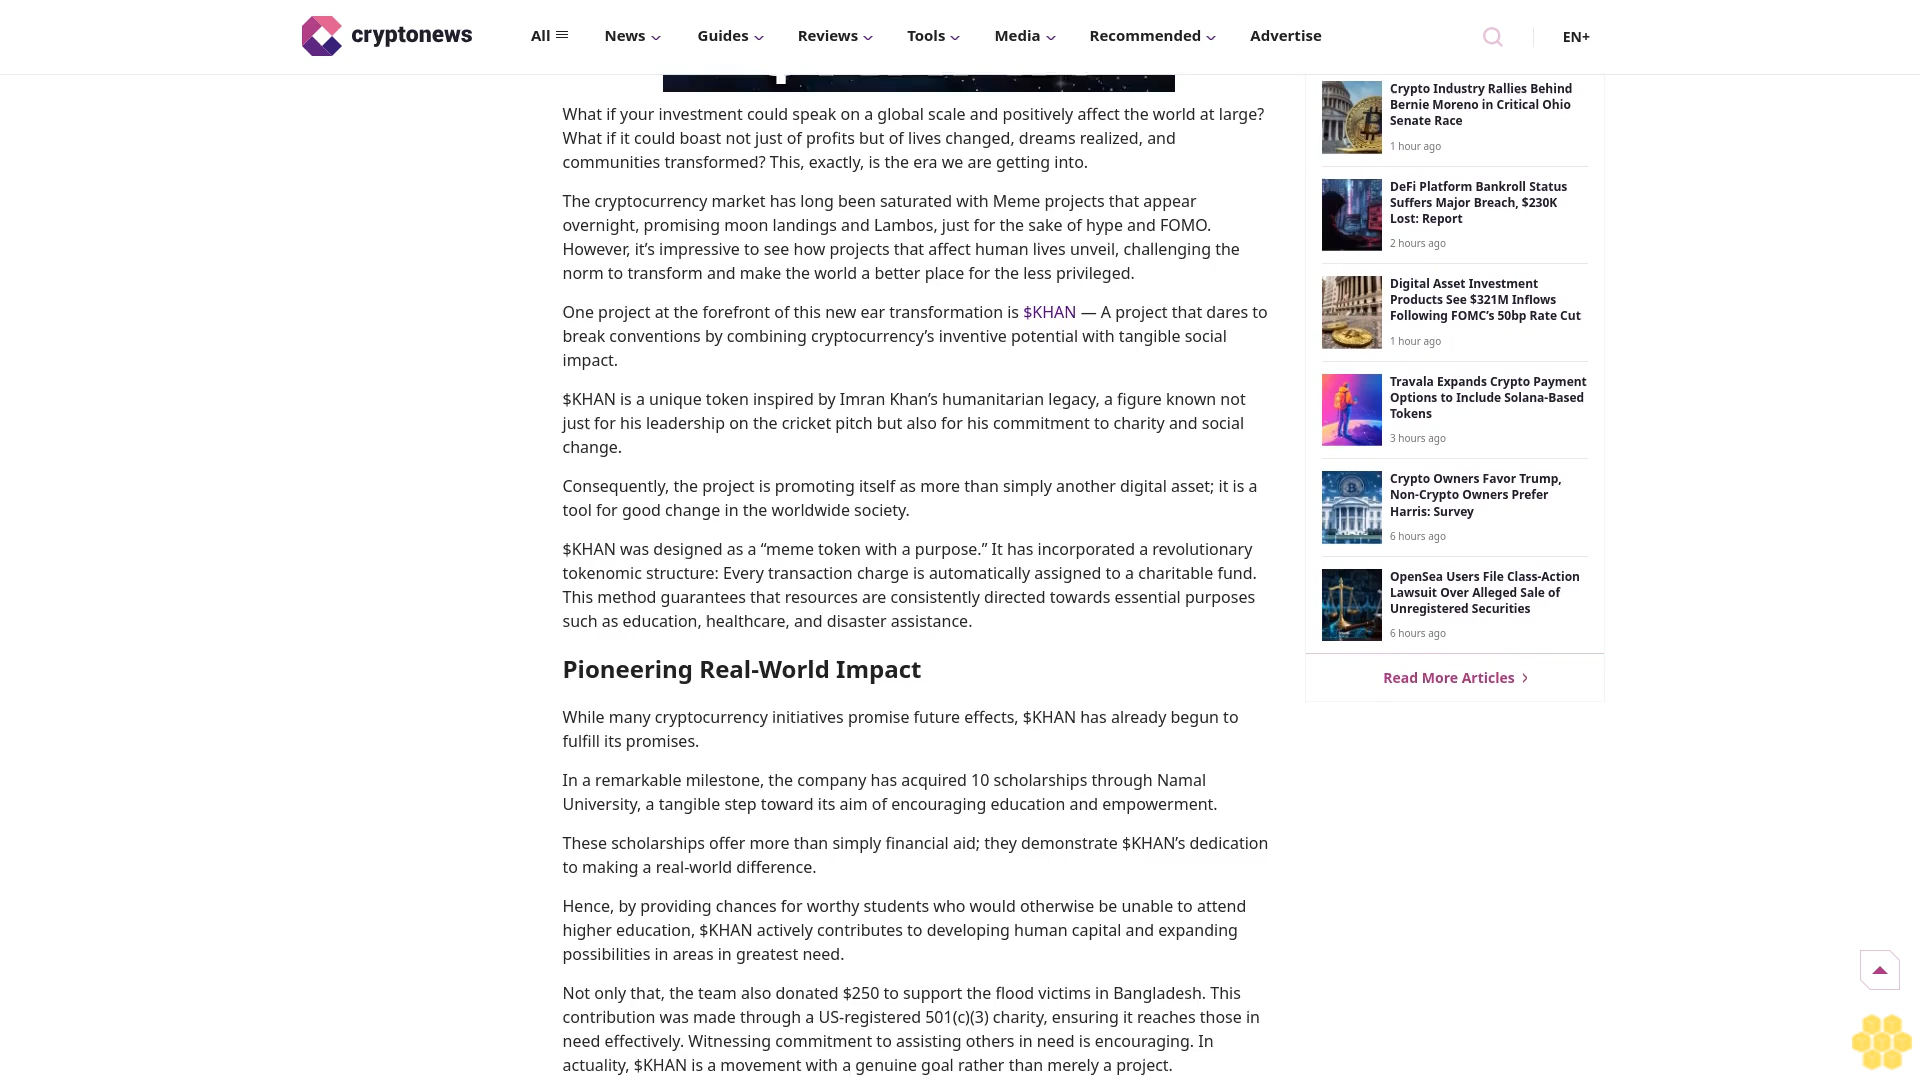 cryptonews
All
News
Guides
Reviews
Tools
Media
Recommended
Advertise
EN+
What if your investment could speak on a global scale and positively affect the world at large?
What if it could boast not just of profits but of lives changed, dreams realized, and
communities transformed? This, exactly, is the era we are getting into.
The cryptocurrency market has long been saturated with Meme projects that appear
overnight, promising moon landings and Lambos, just for the sake of hype and FOMO.
However, it’s impressive to see how projects that affect human lives unveil, challenging the
norm to transform and make the world a better place for the less privileged.
One project at the forefront of this new ear transformation is $KHAN — A project that dares to
break conventions by combining cryptocurrency’s inventive potential with tangible social
impact.
$KHAN is a unique token inspired by Imran Khan’s humanitarian legacy, a figure known not
just for his leadership on the cricket pitch but also for his commitment to charity and social
change.
Consequently, the project is promoting itself as more than simply another digital asset; it is a
tool for good change in the worldwide society.
$KHAN was designed as a “meme token with a purpose.” It has incorporated a revolutionary
tokenomic structure: Every transaction charge is automatically assigned to a charitable fund.
This method guarantees that resources are consistently directed towards essential purposes
such as education, healthcare, and disaster assistance.
Pioneering Real-World Impact
While many cryptocurrency initiatives promise future effects, $KHAN has already begun to
fulfill its promises.
In a remarkable milestone, the company has acquired 10 scholarships through Namal
University, a tangible step toward its aim of encouraging education and empowerment.
These scholarships offer more than simply financial aid; they demonstrate $KHAN’s dedication
to making a real-world difference.
Hence, by providing chances for worthy students who would otherwise be unable to attend
higher education, $KHAN actively contributes to developing human capital and expanding
possibilities in areas in greatest need.
Not only that, the team also donated $250 to support the flood victims in Bangladesh. This
contribution was made through a US-registered 501(c)(3) charity, ensuring it reaches those in
need effectively. Witnessing commitment to assisting others in need is encouraging. In
actuality, $KHAN is a movement with a genuine goal rather than merely a project.
Crypto Industry Rallies Behind
Bernie Moreno in Critical Ohio
Senate Race
1 hour ago
DeFi Platform Bankroll Status
Suffers Major Breach, $230K
Lost: Report
2 hours ago
Digital Asset Investment
Products See $321M Inflows
Following FOMC’s 50bp Rate Cut
1 hour ago
Travala Expands Crypto Payment
Options to Include Solana-Based
Tokens
3 hours ago
Crypto Owners Favor Trump,
Non-Crypto Owners Prefer
Harris: Survey
6 hours ago
OpenSea Users File Class-Action
Lawsuit Over Alleged Sale of
Unregistered Securities
6 hours ago
Read More Articles